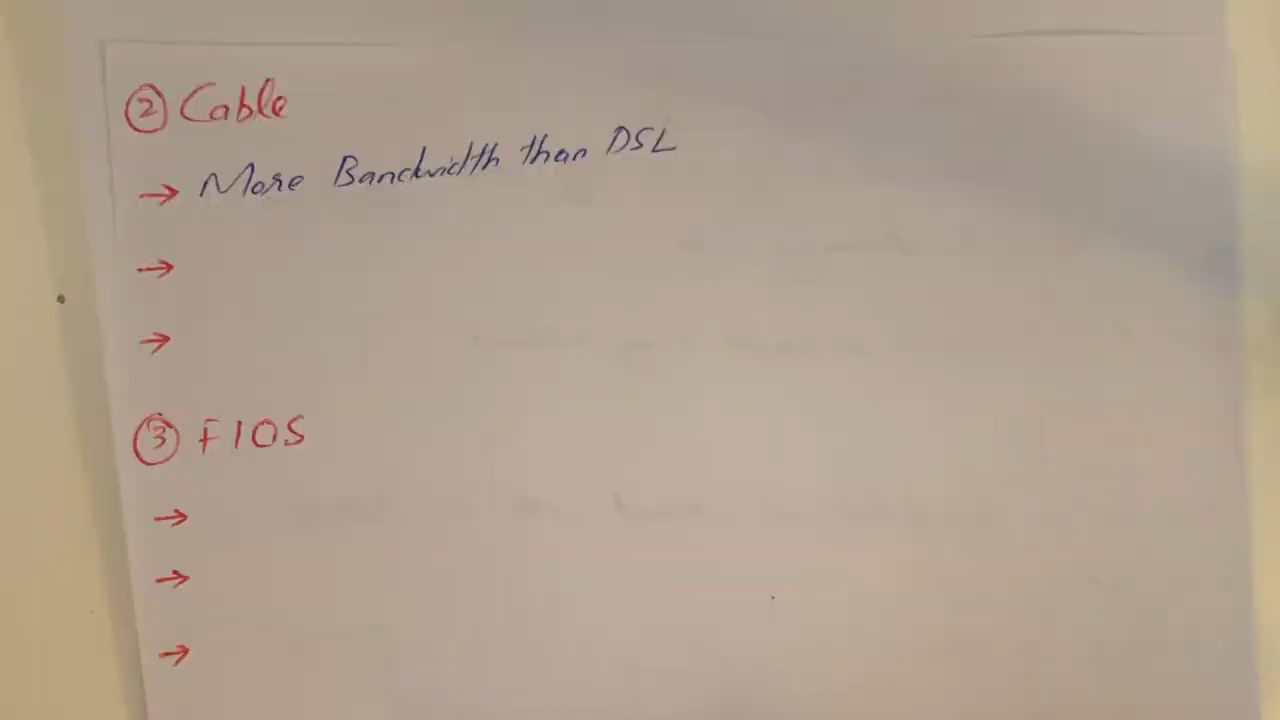 ② Cable
→ More Bandwidth than DSL
→
→
③ FIOS
→
→
→